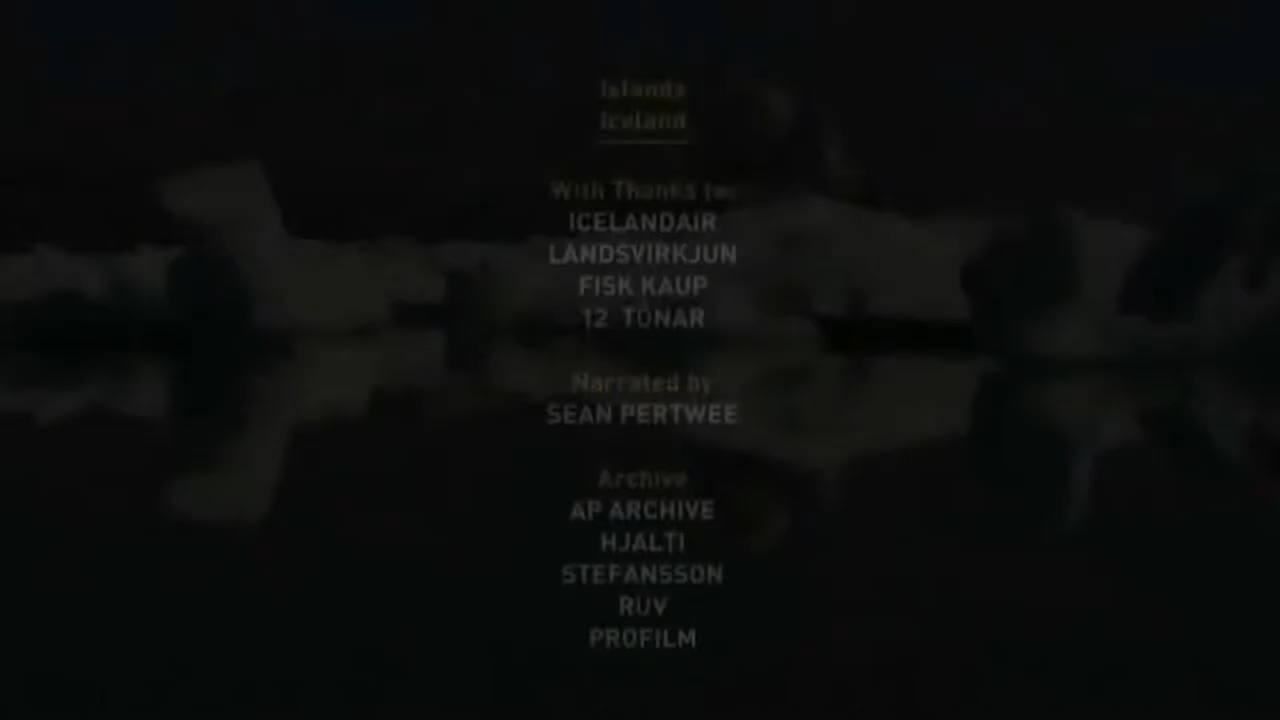 Islands
Iceland
With Thanks to:
ICELANDAIR
LANDSVIRKJUN
FISK KAUP
12 TONAR
Narrated by
SEAN PERTWEE
Archive
AP ARCHIVE
HJALTI
STEFANSSON
RUV
PROFILM